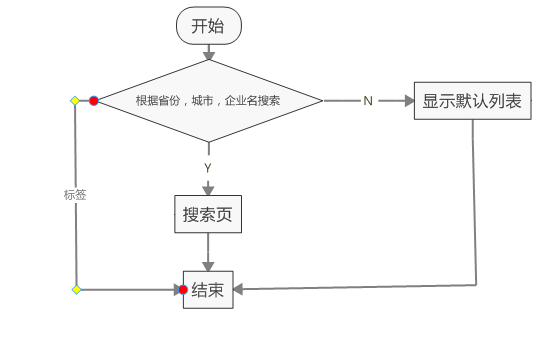 开始
根据省份，城市，企业名搜索
N
显示默认列表
Y
标签
搜索页
结束